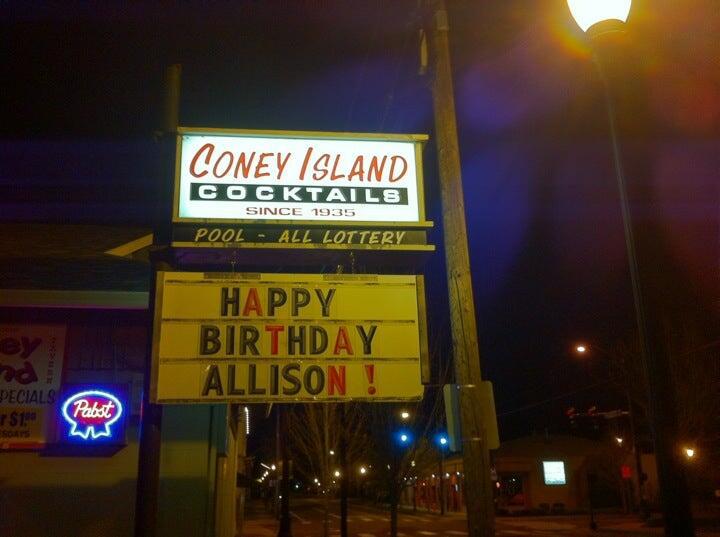 CONEY ISLAND
COCKTAILS
SINCE 1935
POOL - ALL LOTTERY
HAPPY
BIRTHDAY
ALLISON!
Pabst
SPECIALS